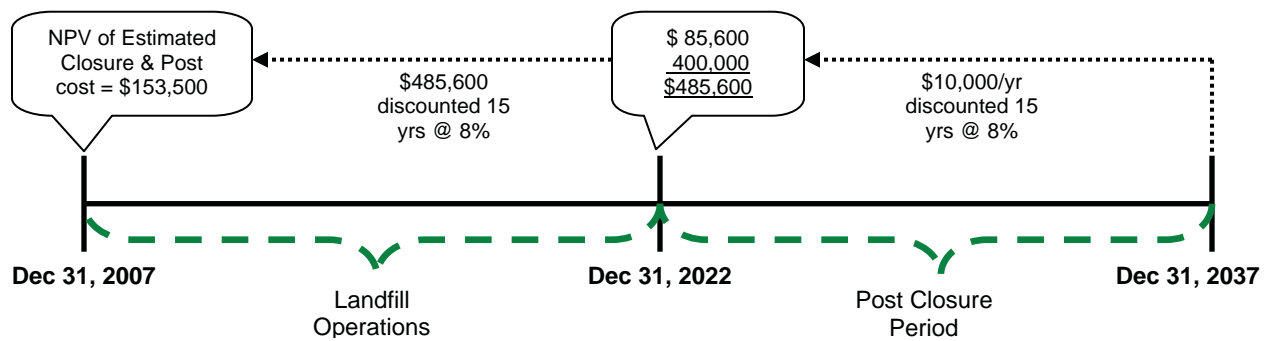 NPV of Estimated
Closure & Post
cost = $153,500
$485,600
discounted 15
yrs @ 8%
$ 85,600
400,000
$485,600
$10,000/yr
discounted 15
yrs @ 8%
Dec 31, 2007
Dec 31, 2022
Dec 31, 2037
Landfill
Operations
Post Closure
Period